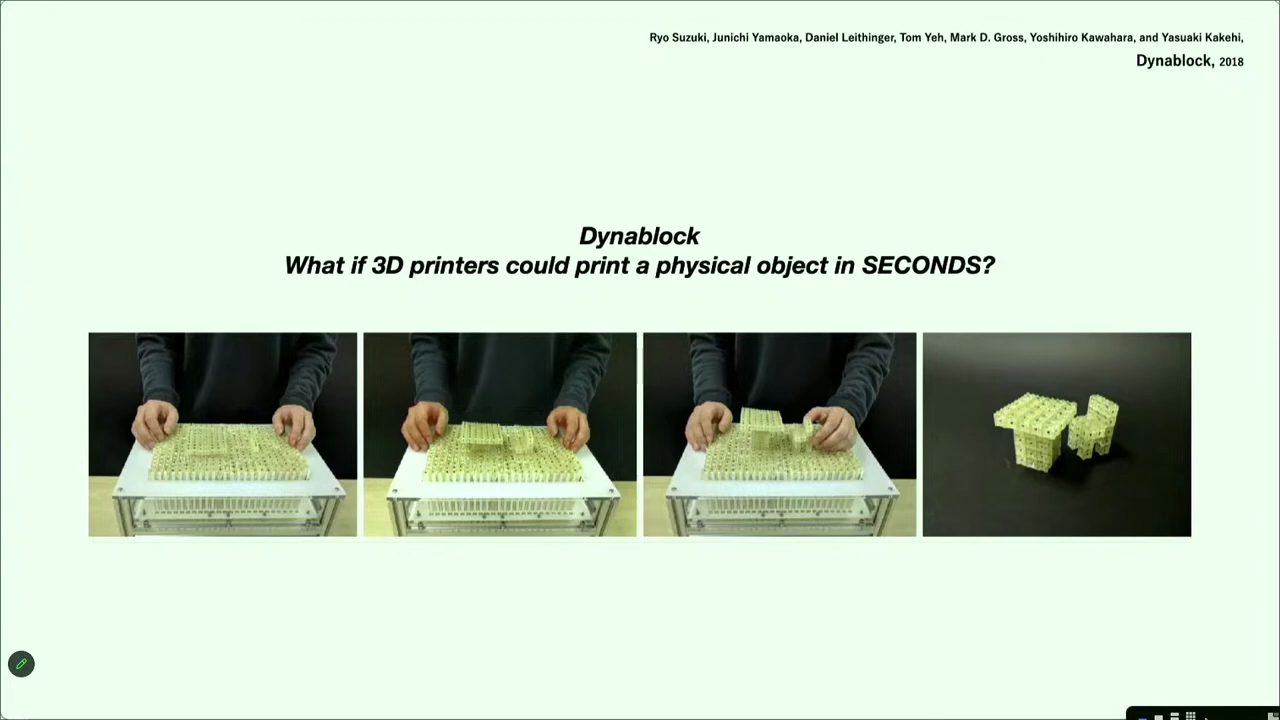 Ryo Suzuki, Junichi Yamaoka, Daniel Leithinger, Tom Yeh, Mark D. Gross, Yoshihiro Kawahara, and Yasuaki Kakehi,
Dynablock, 2018
Dynablock
What if 3D printers could print a physical object in SECONDS?